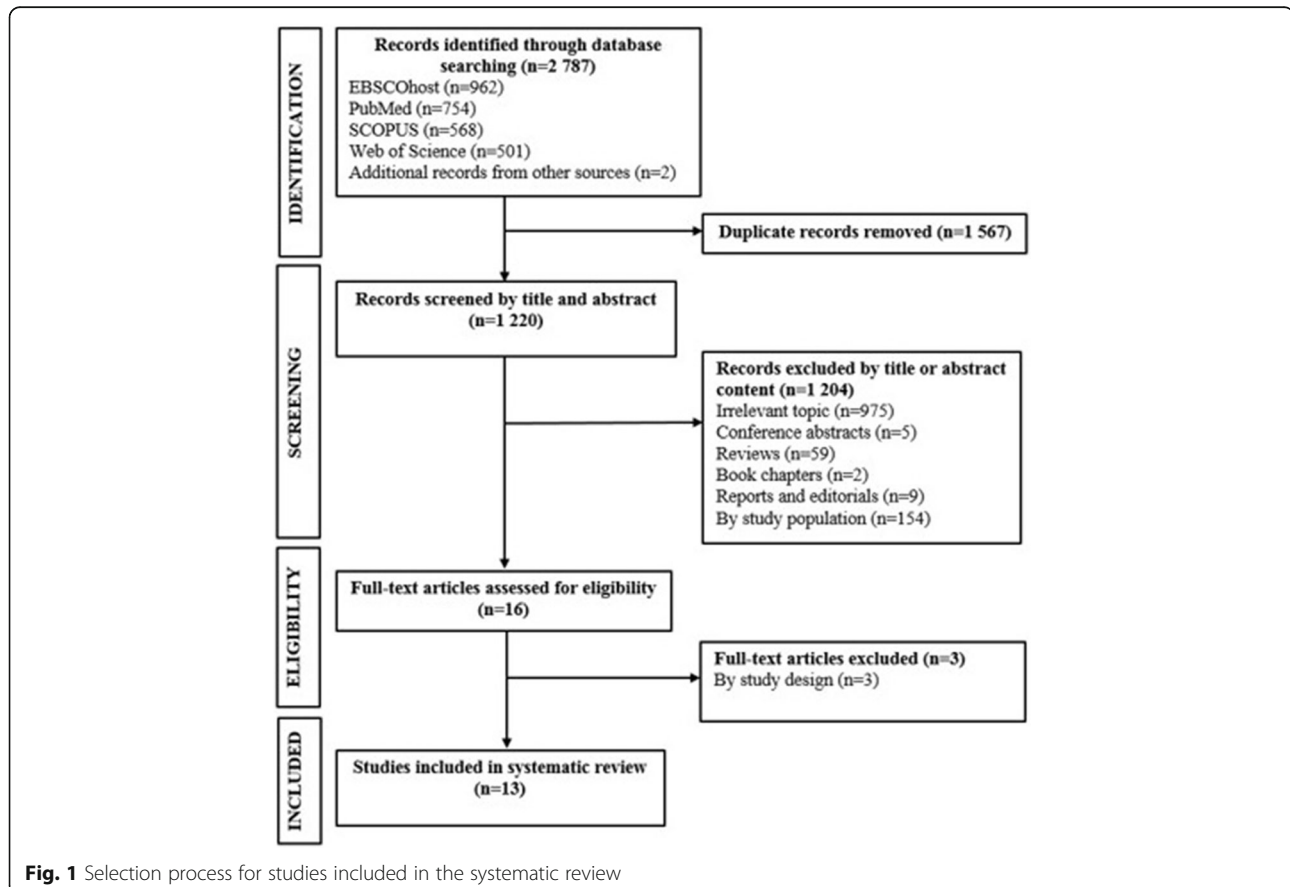 IDENTIFICATION
Records identified through database
searching (n=2 787)
EBSCOhost (n=962)
PubMed (n=754)
SCOPUS (n=568)
Web of Science (n=501)
Additional records from other sources (n=2)
Duplicate records removed (n=1 567)
SCREENING
Records screened by title and abstract
(n=1 220)
Records excluded by title or abstract
content (n=1 204)
Irrelevant topic (n=975)
Conference abstracts (n=5)
Reviews (n=59)
Book chapters (n=2)
Reports and editorials (n=9)
By study population (n=154)
ELIGIBILITY
Full-text articles assessed for eligibility
(n=16)
Full-text articles excluded (n=3)
By study design (n=3)
INCLUDED
Studies included in systematic review
(n=13)
Fig. 1 Selection process for studies included in the systematic review